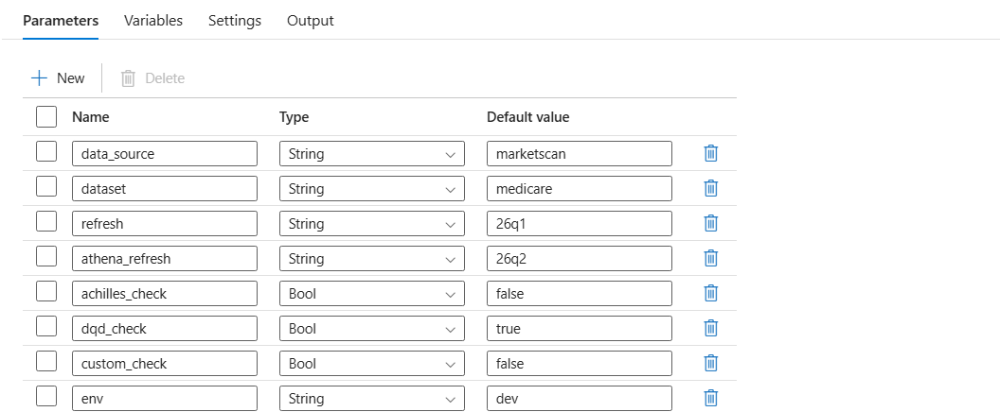 Parameters Variables Settings Output
New Delete
Name Type Default value
data_source String marketscan
dataset String medicare
refresh String 26q1
athena_refresh String 26q2
achilles_check Bool false
dqd_check Bool true
custom_check Bool false
env String dev